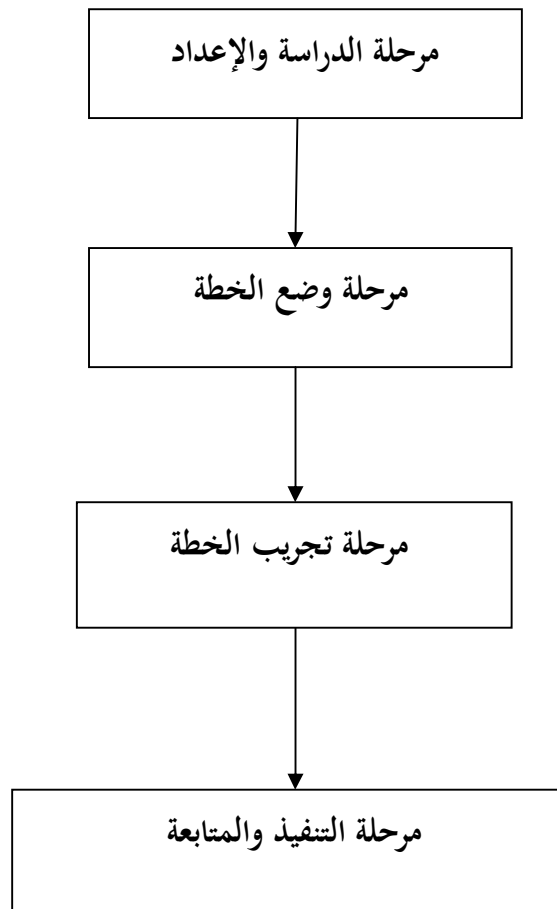 مرحلة الدراسة والإعداد
مرحلة وضع الخطة
مرحلة تجريب الخطة
مرحلة التنفيذ والمتابعة